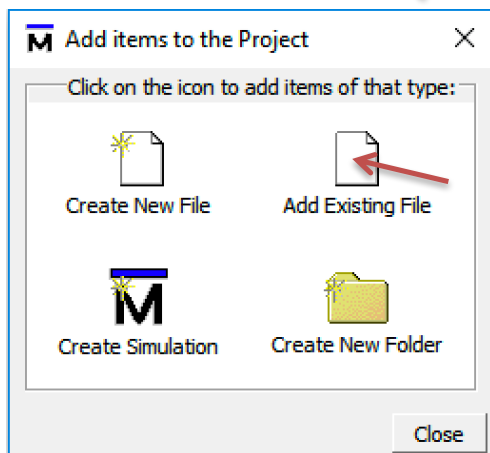 Add items to the Project
Click on the icon to add items of that type:
Create New File
Add Existing File
Create Simulation
Create New Folder
Close